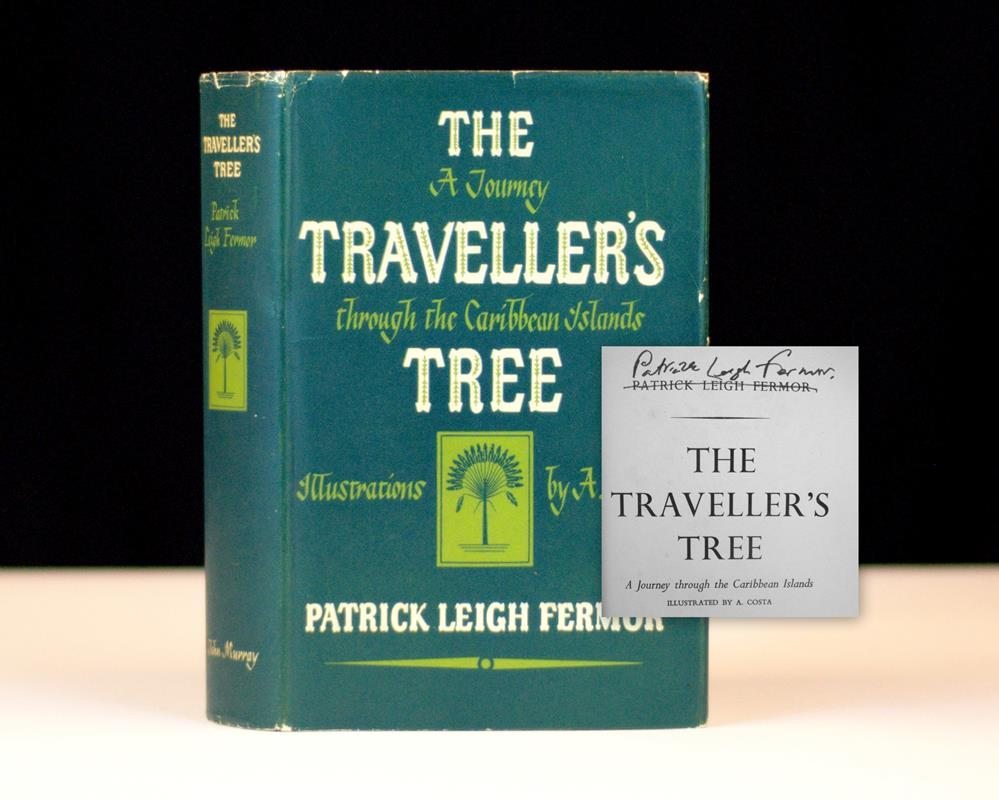 THE
TRAVELLER'S
TREE
Patrick
Leigh Fermor
John Murray
THE
A Journey
TRAVELLER'S
through the Caribbean Islands
TREE
Illustrations by A.
PATRICK LEIGH FERMOR
Patrick Leigh Fermor.
PATRICK LEIGH FERMOR
THE
TRAVELLER'S
TREE
A Journey through the Caribbean Islands
ILLUSTRATED BY A. COSTA